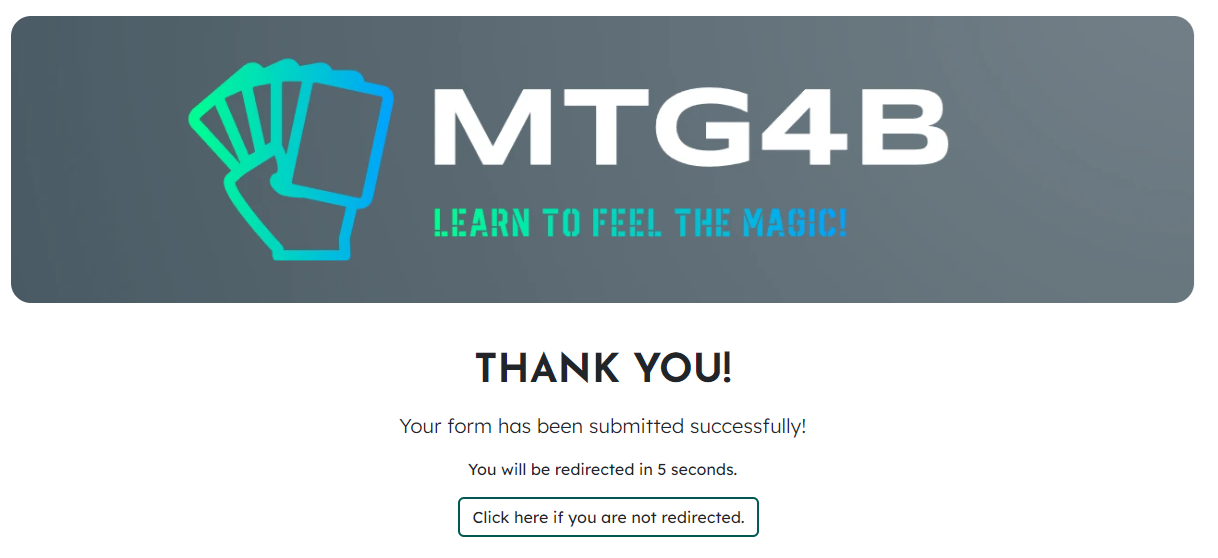 MTG4B
LEARN TO FEEL THE MAGIC!
THANK YOU!
Your form has been submitted successfully!
You will be redirected in 5 seconds.
Click here if you are not redirected.